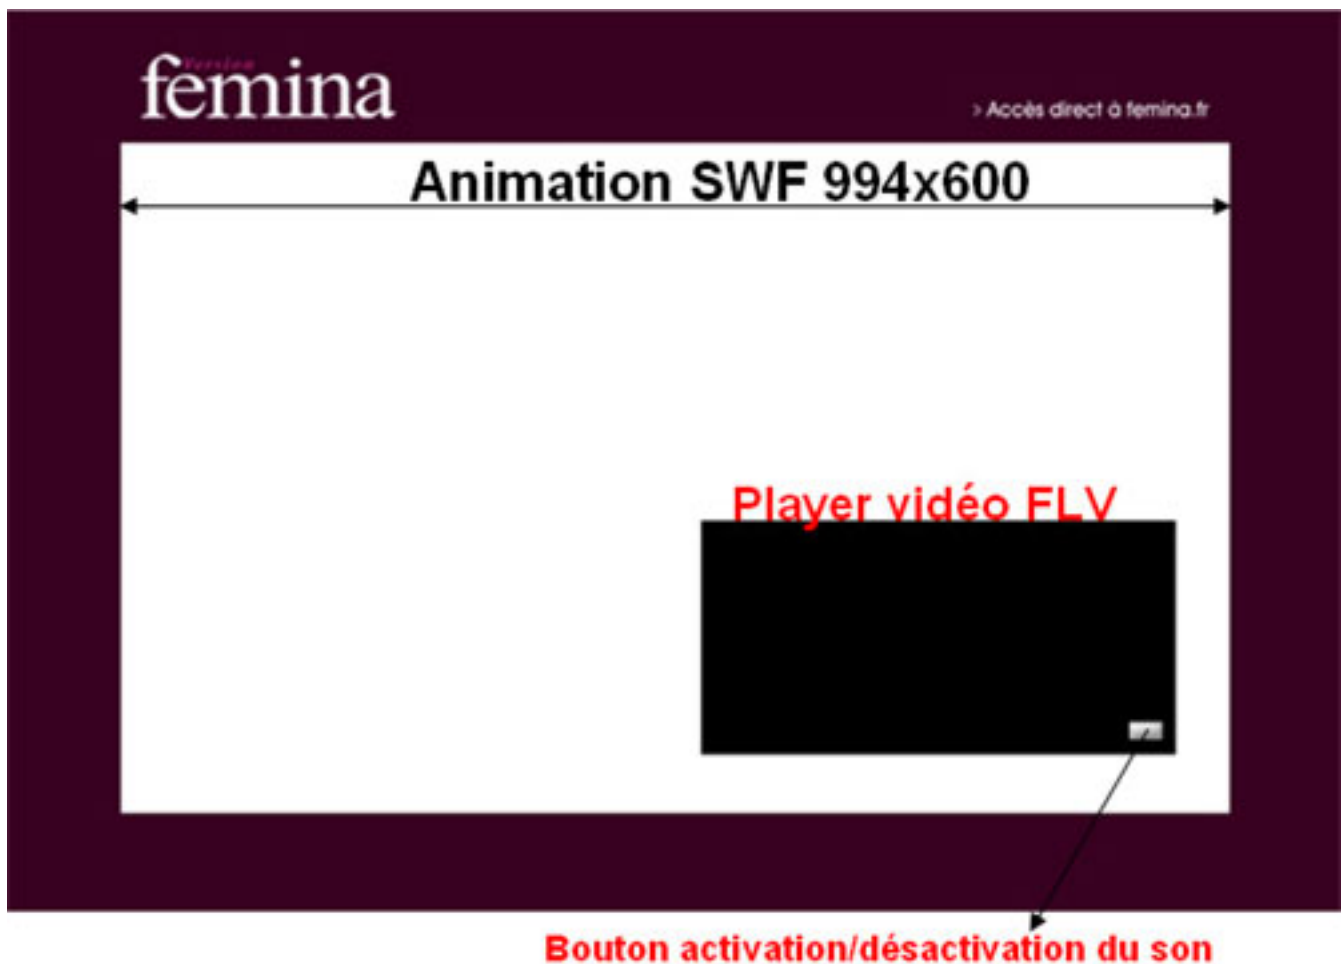 Version
femina
> Accès direct à femina.fr
Animation SWF 994x600
Player vidéo FLV
Bouton activation/désactivation du son